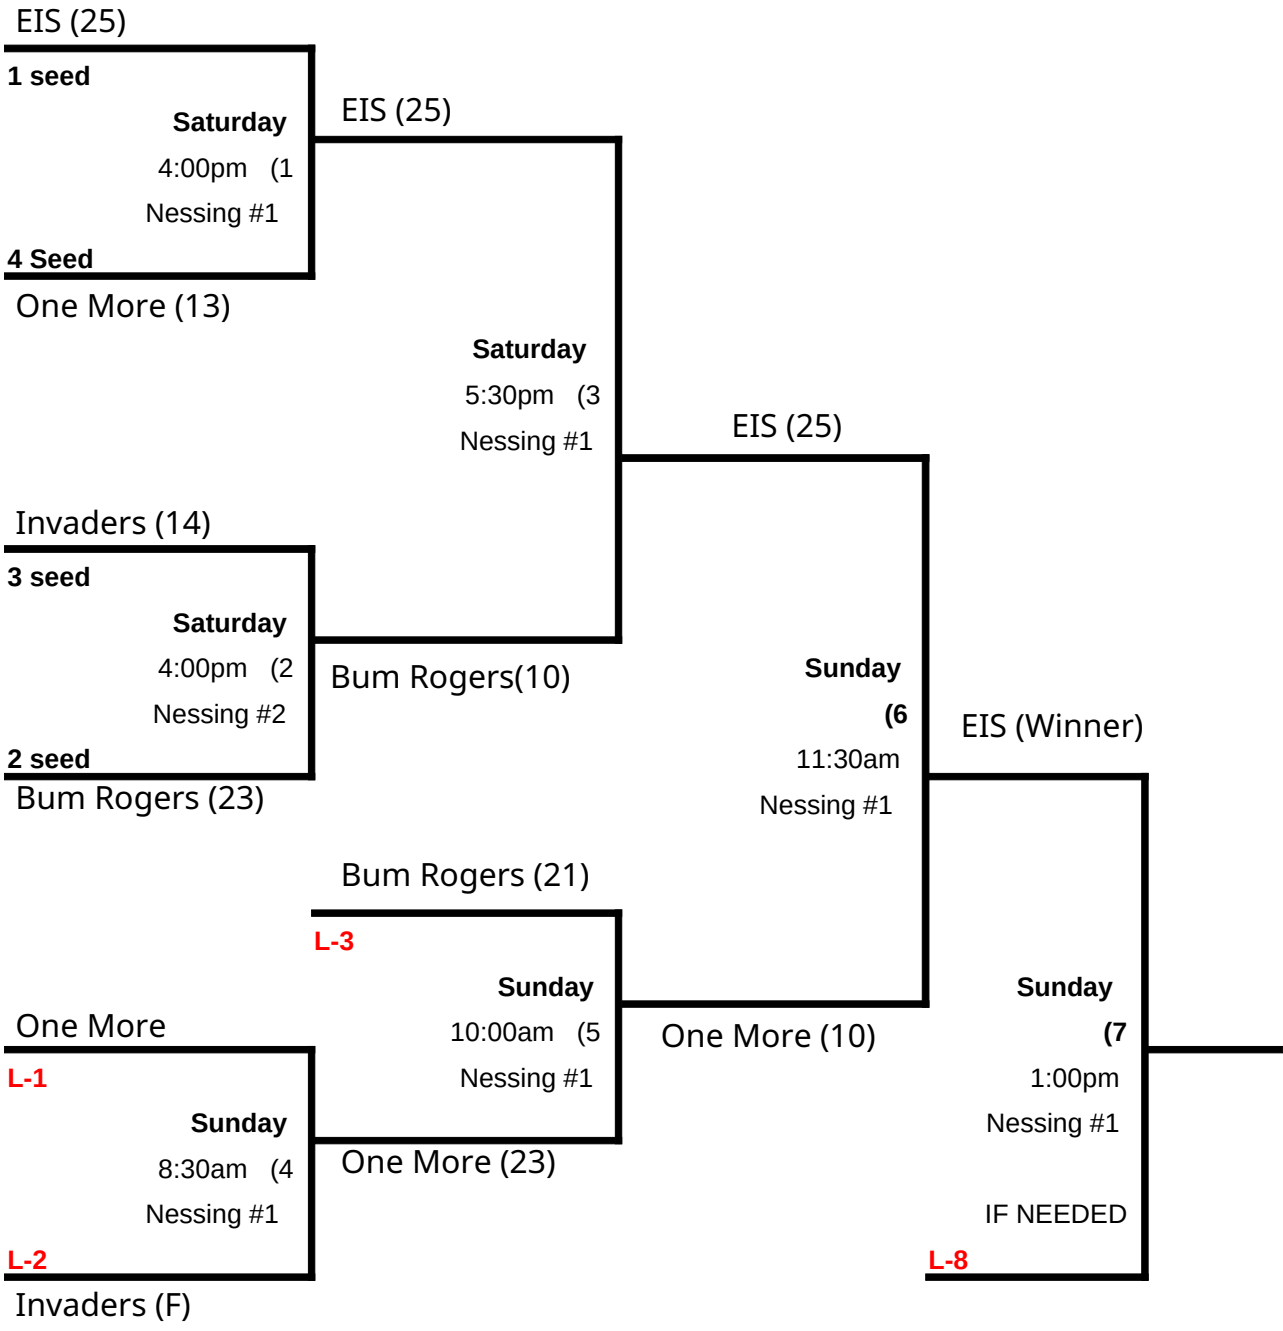 EIS (25)
1 seed
Saturday
EIS (25)
4:00pm (1
Nessing #1
4 Seed
One More (13)
Saturday
5:30pm (3
EIS (25)
Nessing #1
Invaders (14)
3 seed
Saturday
4:00pm (2
Bum Rogers(10)
Sunday
Nessing #2
(6
EIS (Winner)
2 seed
11:30am
Bum Rogers (23)
Nessing #1
Bum Rogers (21)
L-3
Sunday
Sunday
One More
10:00am (5
One More (10)
(7
L-1
Nessing #1
1:00pm
Sunday
Nessing #1
8:30am (4
One More (23)
Nessing #1
IF NEEDED
L-2
L-8
Invaders (F)